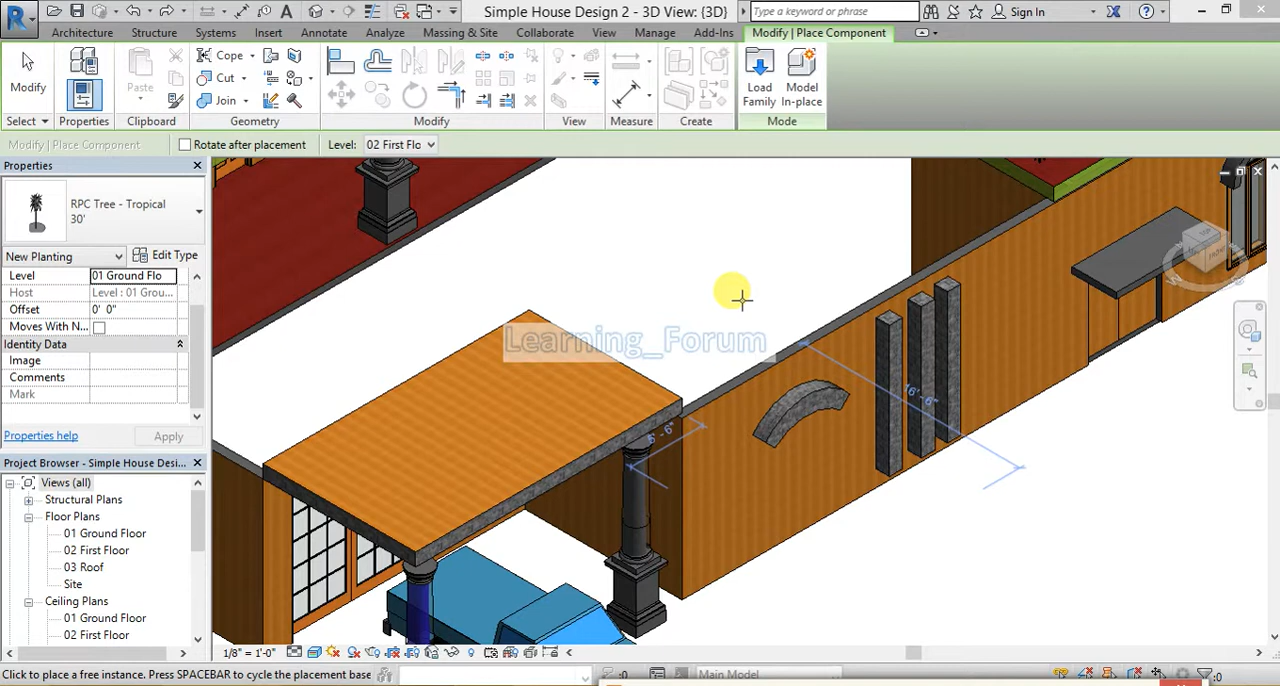 Simple House Design 2 - 3D View: {3D}
Type a keyword or phrase
Sign In
Architecture Structure Systems Insert Annotate Analyze Massing & Site Collaborate View Manage Add-Ins Modify | Place Component
Modify
Paste
Cope
Cut
Join
Load Family
Model In-place
Select Properties Clipboard Geometry Modify View Measure Create Mode
Modify | Place Component
Rotate after placement
Level: 02 First Flo
Properties
RPC Tree - Tropical
30'
New Planting
Edit Type
Level 01 Ground Flo
Host Level : 01 Grou...
Offset 0' 0"
Moves With N...
Identity Data
Image
Comments
Mark
Properties help
Apply
Project Browser - Simple House Desi...
Views (all)
Structural Plans
Floor Plans
01 Ground Floor
02 First Floor
03 Roof
Site
Ceiling Plans
01 Ground Floor
02 First Floor
Learning_Forum
16' - 6"
TOP
FRONT
1/8" = 1'-0"
Click to place a free instance. Press SPACEBAR to cycle the placement base
:0
Main Model
:0